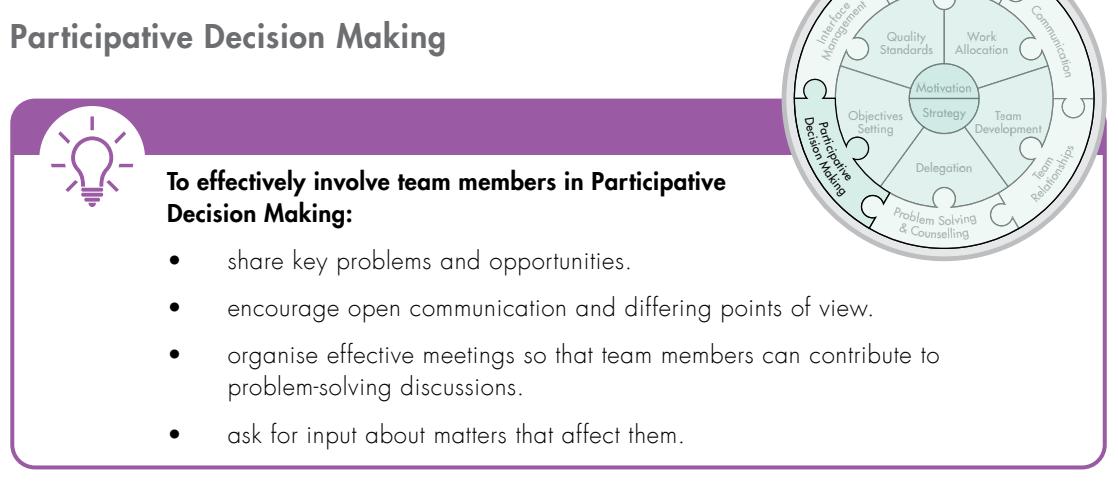 Participative Decision Making
Interface
Management
Quality
Standards
Work
Allocation
Communication
Motivation
Strategy
Objectives
Setting
Team
Development
Participative
Decision Making
Delegation
Team
Relationships
Problem Solving
& Counselling
To effectively involve team members in Participative
Decision Making:
• share key problems and opportunities.
• encourage open communication and differing points of view.
• organise effective meetings so that team members can contribute to
problem-solving discussions.
• ask for input about matters that affect them.